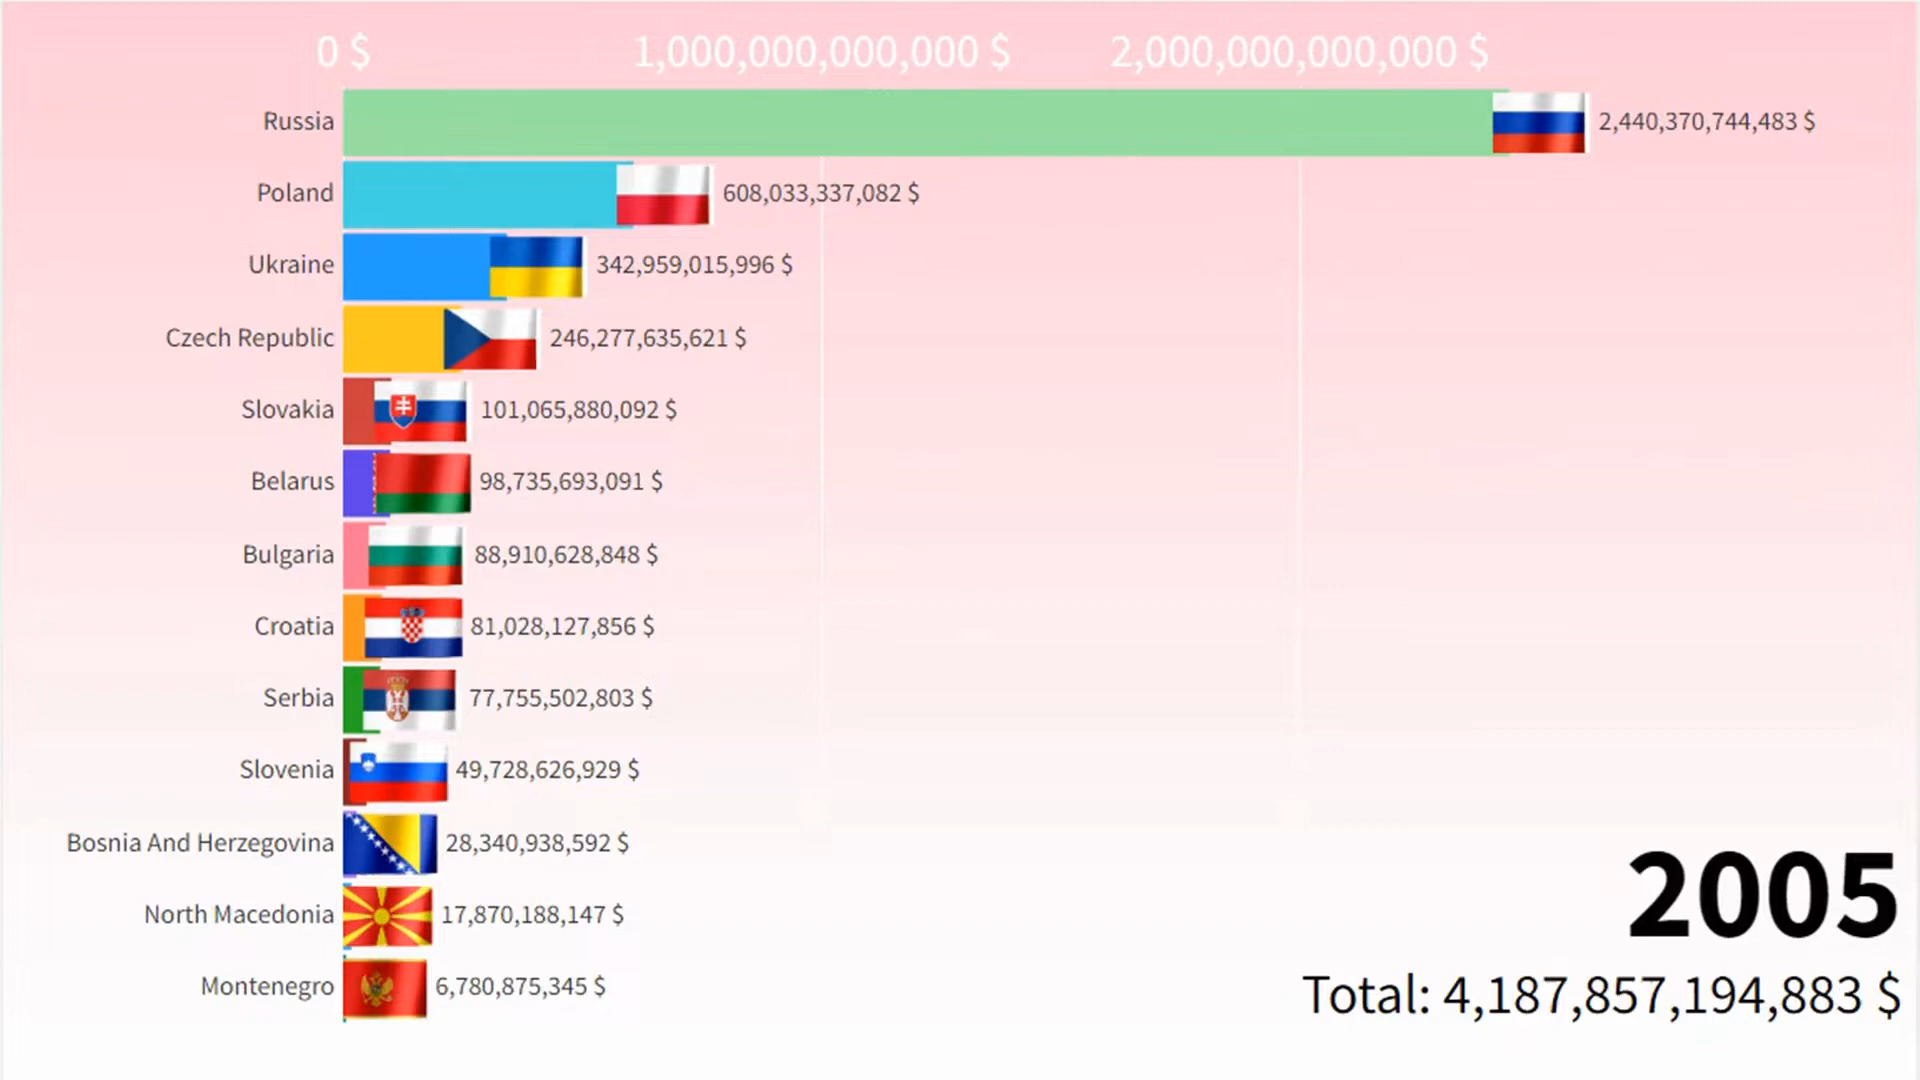 0 $ 1,000,000,000,000 $ 2,000,000,000,000 $
Russia 2,440,370,744,483 $
Poland 608,033,337,082 $
Ukraine 342,959,015,996 $
Czech Republic 246,277,635,621 $
Slovakia 101,065,880,092 $
Belarus 98,735,693,091 $
Bulgaria 88,910,628,848 $
Croatia 81,028,127,856 $
Serbia 77,755,502,803 $
Slovenia 49,728,626,929 $
Bosnia And Herzegovina 28,340,938,592 $
North Macedonia 17,870,188,147 $
Montenegro 6,780,875,345 $
2005
Total: 4,187,857,194,883 $